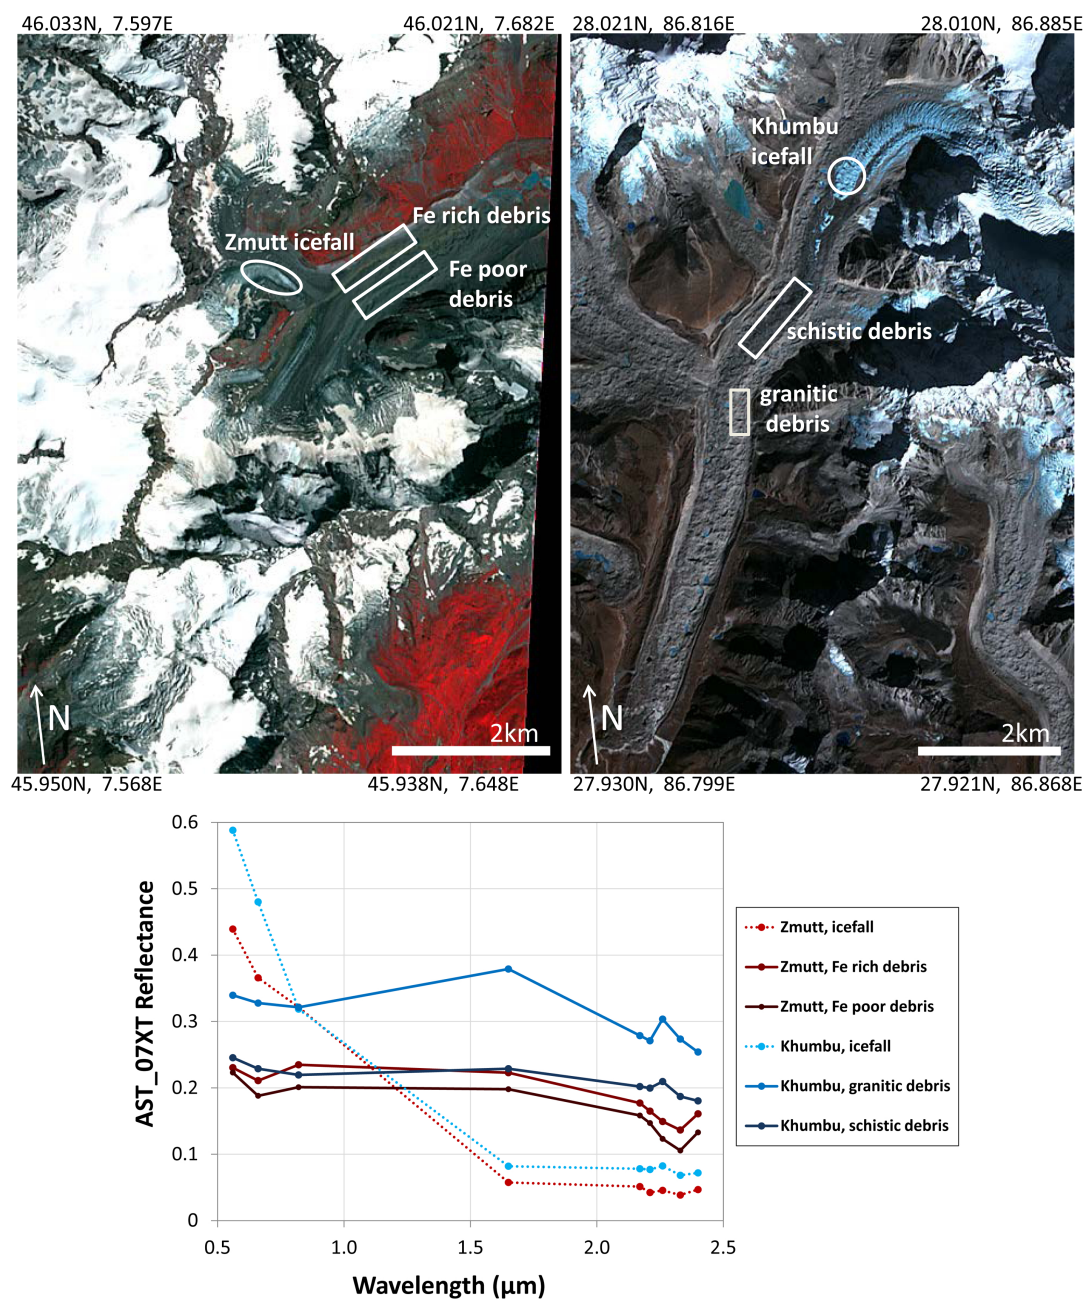 46.033N, 7.597E
46.021N, 7.682E
28.021N, 86.816E
28.010N, 86.885E
Khumbu
icefall
Fe rich debris
Zmutt icefall
Fe poor
debris
schistic debris
granitic
debris
N
2km
N
2km
45.950N, 7.568E
45.938N, 7.648E
27.930N, 86.799E
27.921N, 86.868E
AST_07XT Reflectance
0.6
0.5
0.4
0.3
0.2
0.1
0
0.5
1.0
1.5
2.0
2.5
Wavelength (µm)
Zmutt, icefall
Zmutt, Fe rich debris
Zmutt, Fe poor debris
Khumbu, icefall
Khumbu, granitic debris
Khumbu, schistic debris